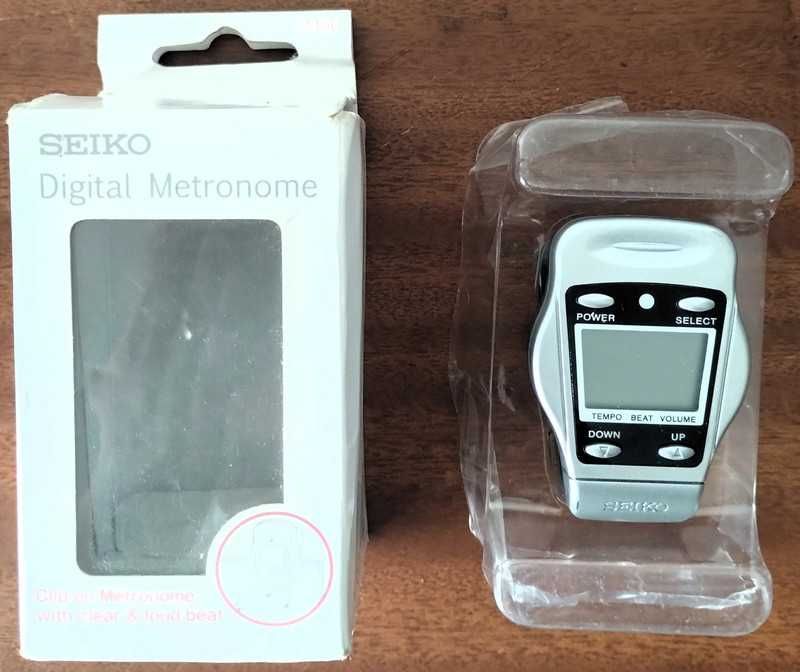 SEIKO
Digital Metronome
Clip on Metronome
with clear & loud beat
POWER
SELECT
TEMPO BEAT VOLUME
DOWN
UP
SEIKO